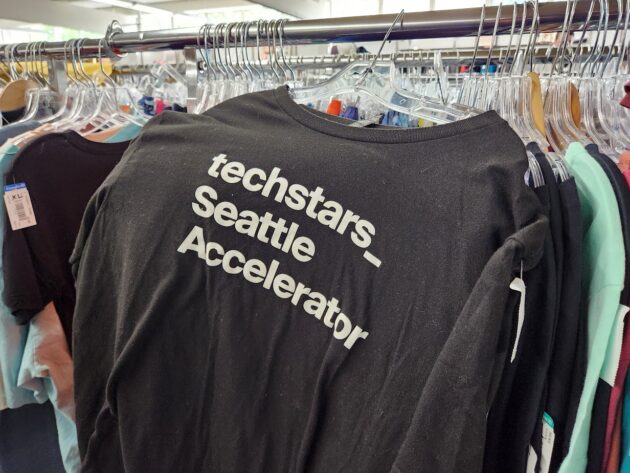 techstars_
Seattle
Accelerator
XL